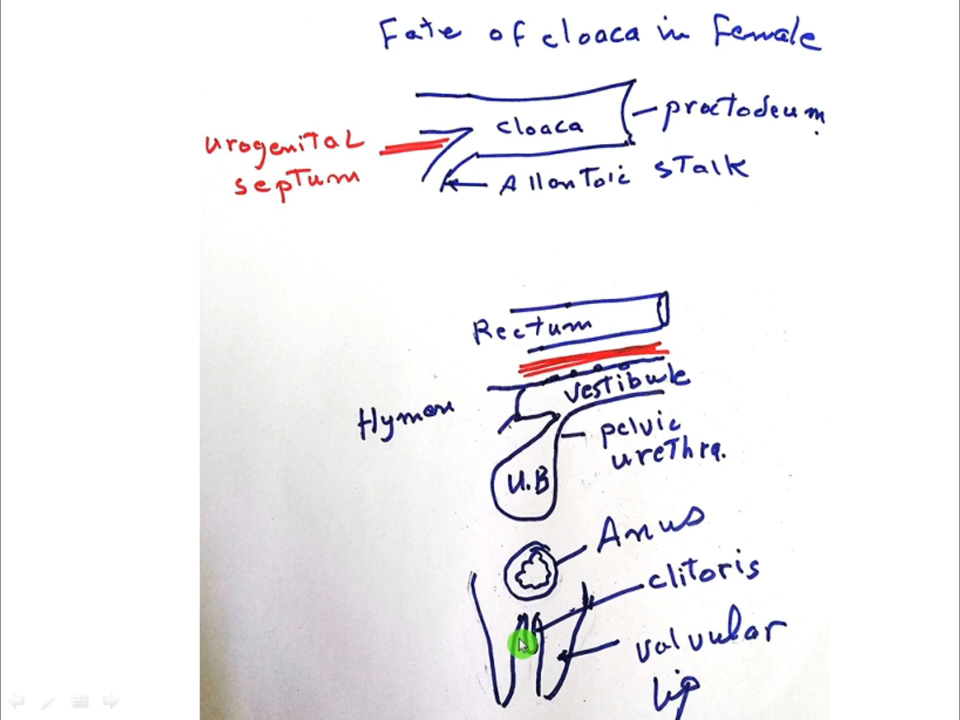 Fate of cloaca in Female
cloaca
proctodeum
urogenital
septum
Allantoic stalk
Rectum
vestibule
Hymen
pelvic
urethra.
U.B
Anus
clitoris
valvular
lip